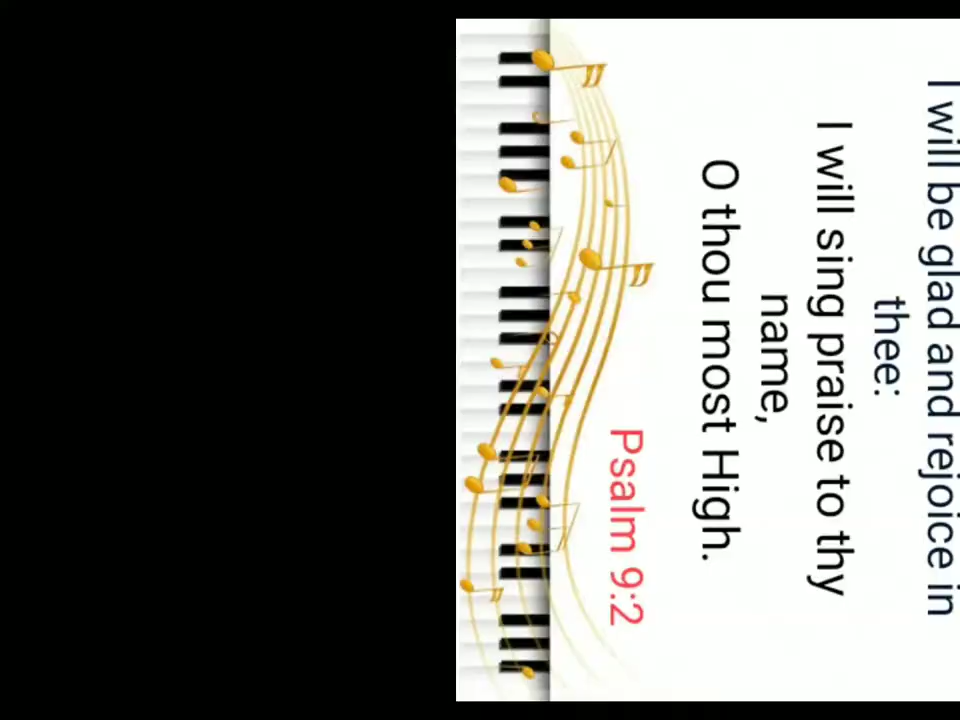 I will be glad and rejoice in
thee:
I will sing praise to thy
name,
O thou most High.
Psalm 9:2